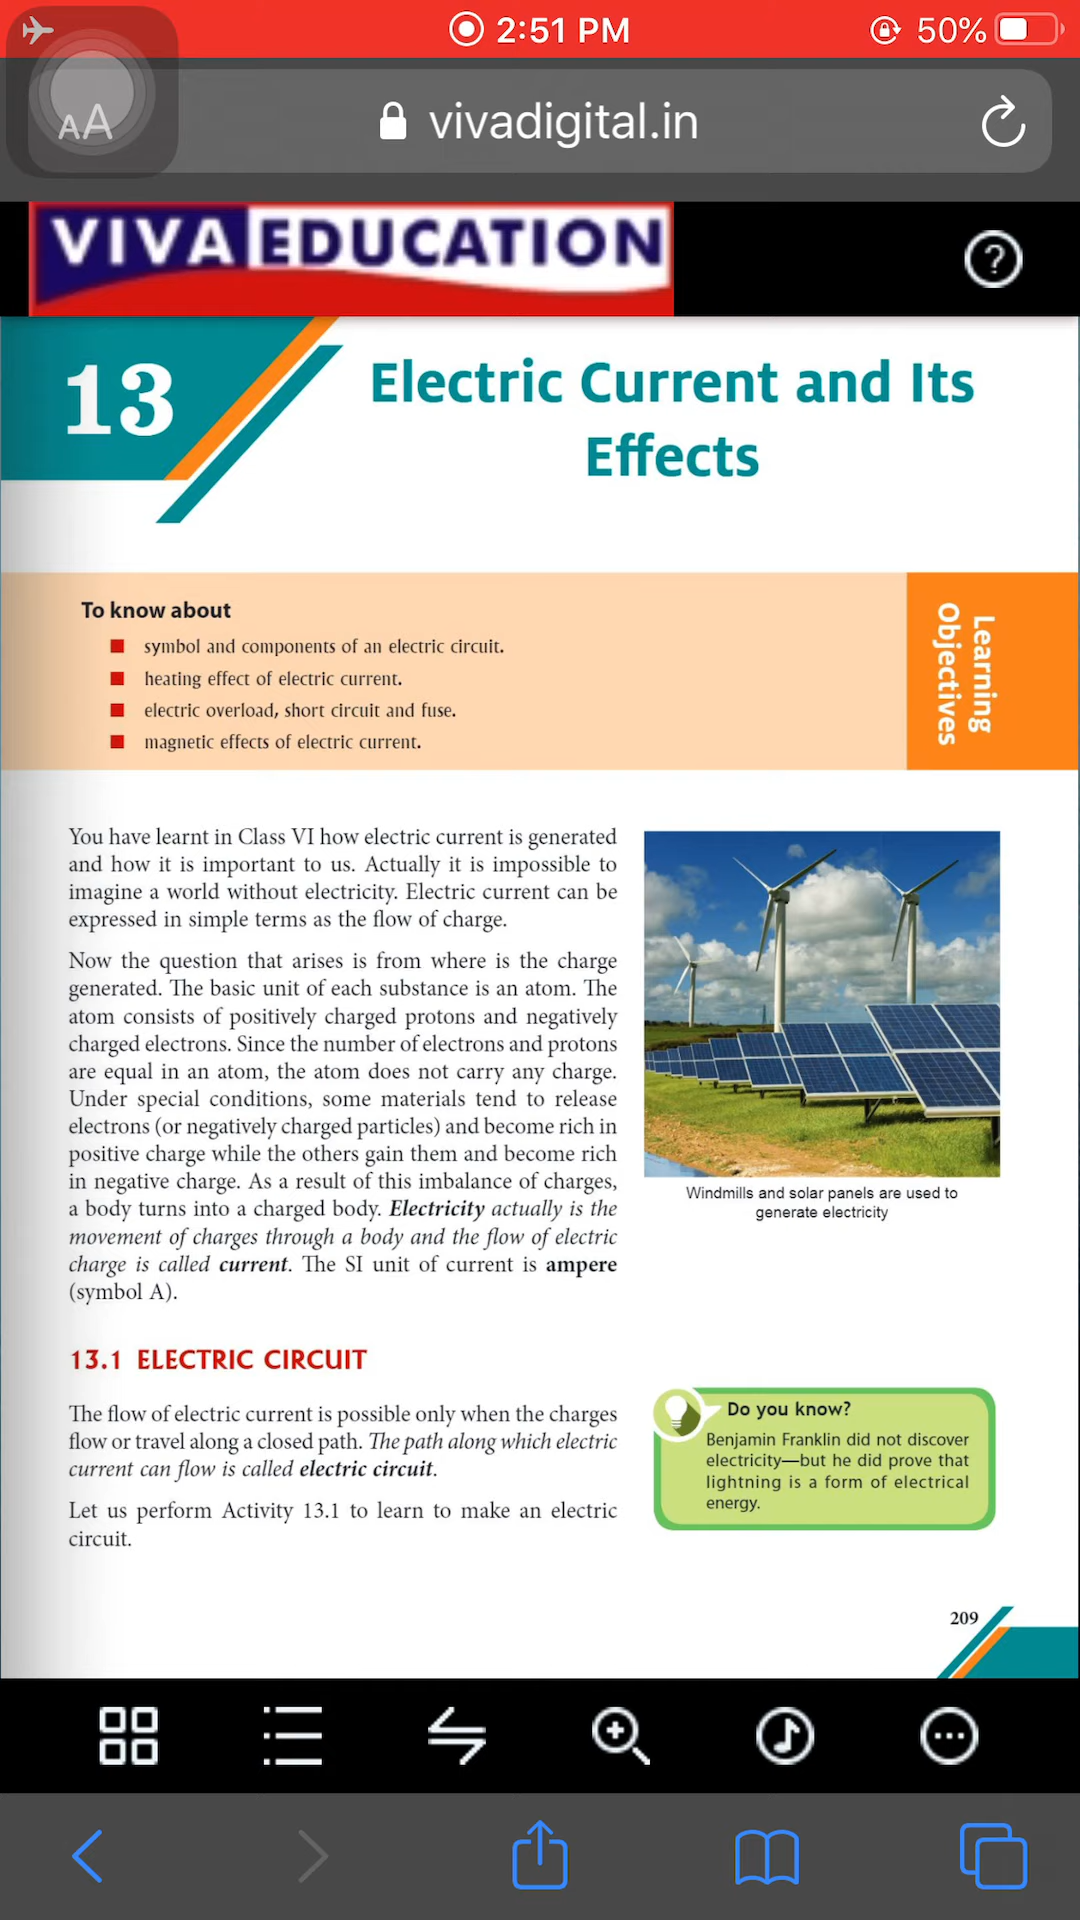 2:51 PM
50%
AA
vivadigital.in
VIVA EDUCATION
?
13
Electric Current and Its
Effects
To know about
symbol and components of an electric circuit.
heating effect of electric current.
electric overload, short circuit and fuse.
magnetic effects of electric current.
Learning
Objectives
You have learnt in Class VI how electric current is generated
and how it is important to us. Actually it is impossible to
imagine a world without electricity. Electric current can be
expressed in simple terms as the flow of charge.
Now the question that arises is from where is the charge
generated. The basic unit of each substance is an atom. The
atom consists of positively charged protons and negatively
charged electrons. Since the number of electrons and protons
are equal in an atom, the atom does not carry any charge.
Under special conditions, some materials tend to release
electrons (or negatively charged particles) and become rich in
positive charge while the others gain them and become rich
in negative charge. As a result of this imbalance of charges,
a body turns into a charged body. Electricity actually is the
movement of charges through a body and the flow of electric
charge is called current. The SI unit of current is ampere
(symbol A).
Windmills and solar panels are used to
generate electricity
13.1 ELECTRIC CIRCUIT
The flow of electric current is possible only when the charges
flow or travel along a closed path. The path along which electric
current can flow is called electric circuit.
Let us perform Activity 13.1 to learn to make an electric
circuit.
Do you know?
Benjamin Franklin did not discover
electricity—but he did prove that
lightning is a form of electrical
energy.
209